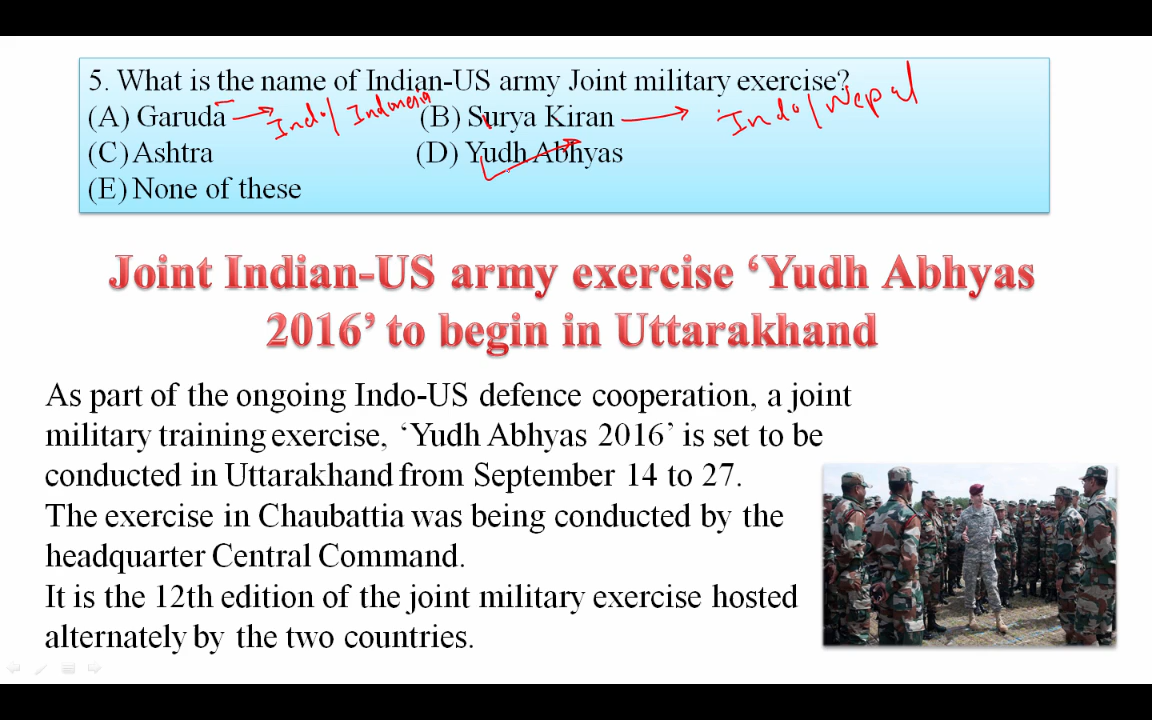 5. What is the name of Indian-US army Joint military exercise?
(A) Garuda → Indo/Indonesia (B) Surya Kiran → Indo/Nepal
(C) Ashtra (D) Yudh Abhyas
(E) None of these
Joint Indian-US army exercise ‘Yudh Abhyas
2016’ to begin in Uttarakhand
As part of the ongoing Indo-US defence cooperation, a joint
military training exercise, ‘Yudh Abhyas 2016’ is set to be
conducted in Uttarakhand from September 14 to 27.
The exercise in Chaubattia was being conducted by the
headquarter Central Command.
It is the 12th edition of the joint military exercise hosted
alternately by the two countries.